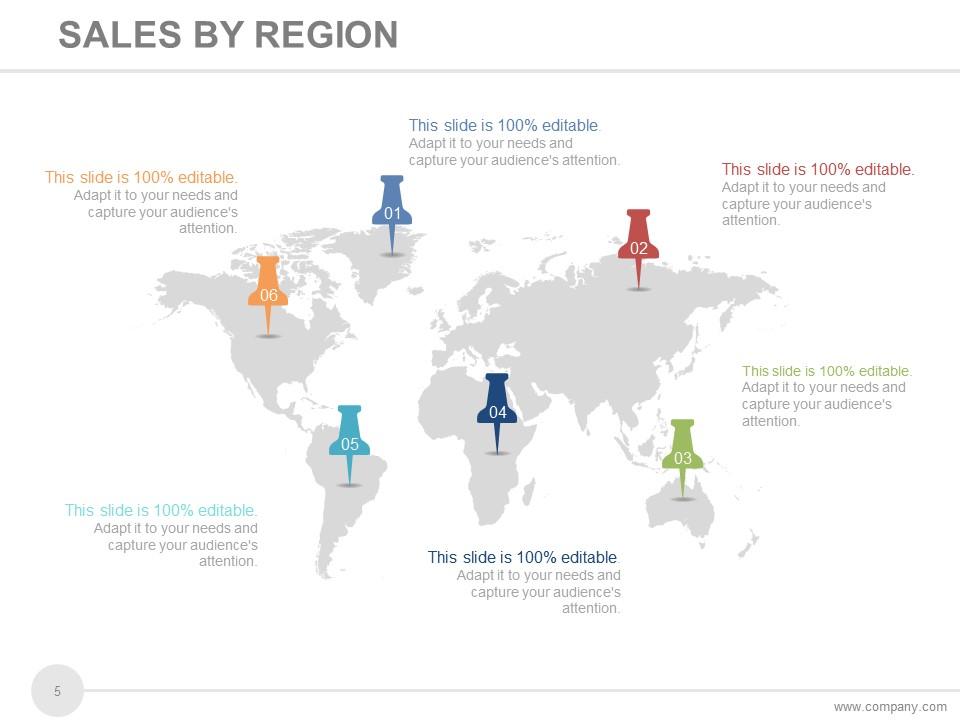 SALES BY REGION
This slide is 100% editable.
Adapt it to your needs and
capture your audience's attention.
This slide is 100% editable.
Adapt it to your needs and
capture your audience's
attention.
This slide is 100% editable.
Adapt it to your needs and
capture your audience's
attention.
01
02
06
This slide is 100% editable.
Adapt it to your needs and
capture your audience's
attention.
04
05
03
This slide is 100% editable.
Adapt it to your needs and
capture your audience's
attention.
This slide is 100% editable.
Adapt it to your needs and
capture your audience's
attention.
5
www.company.com